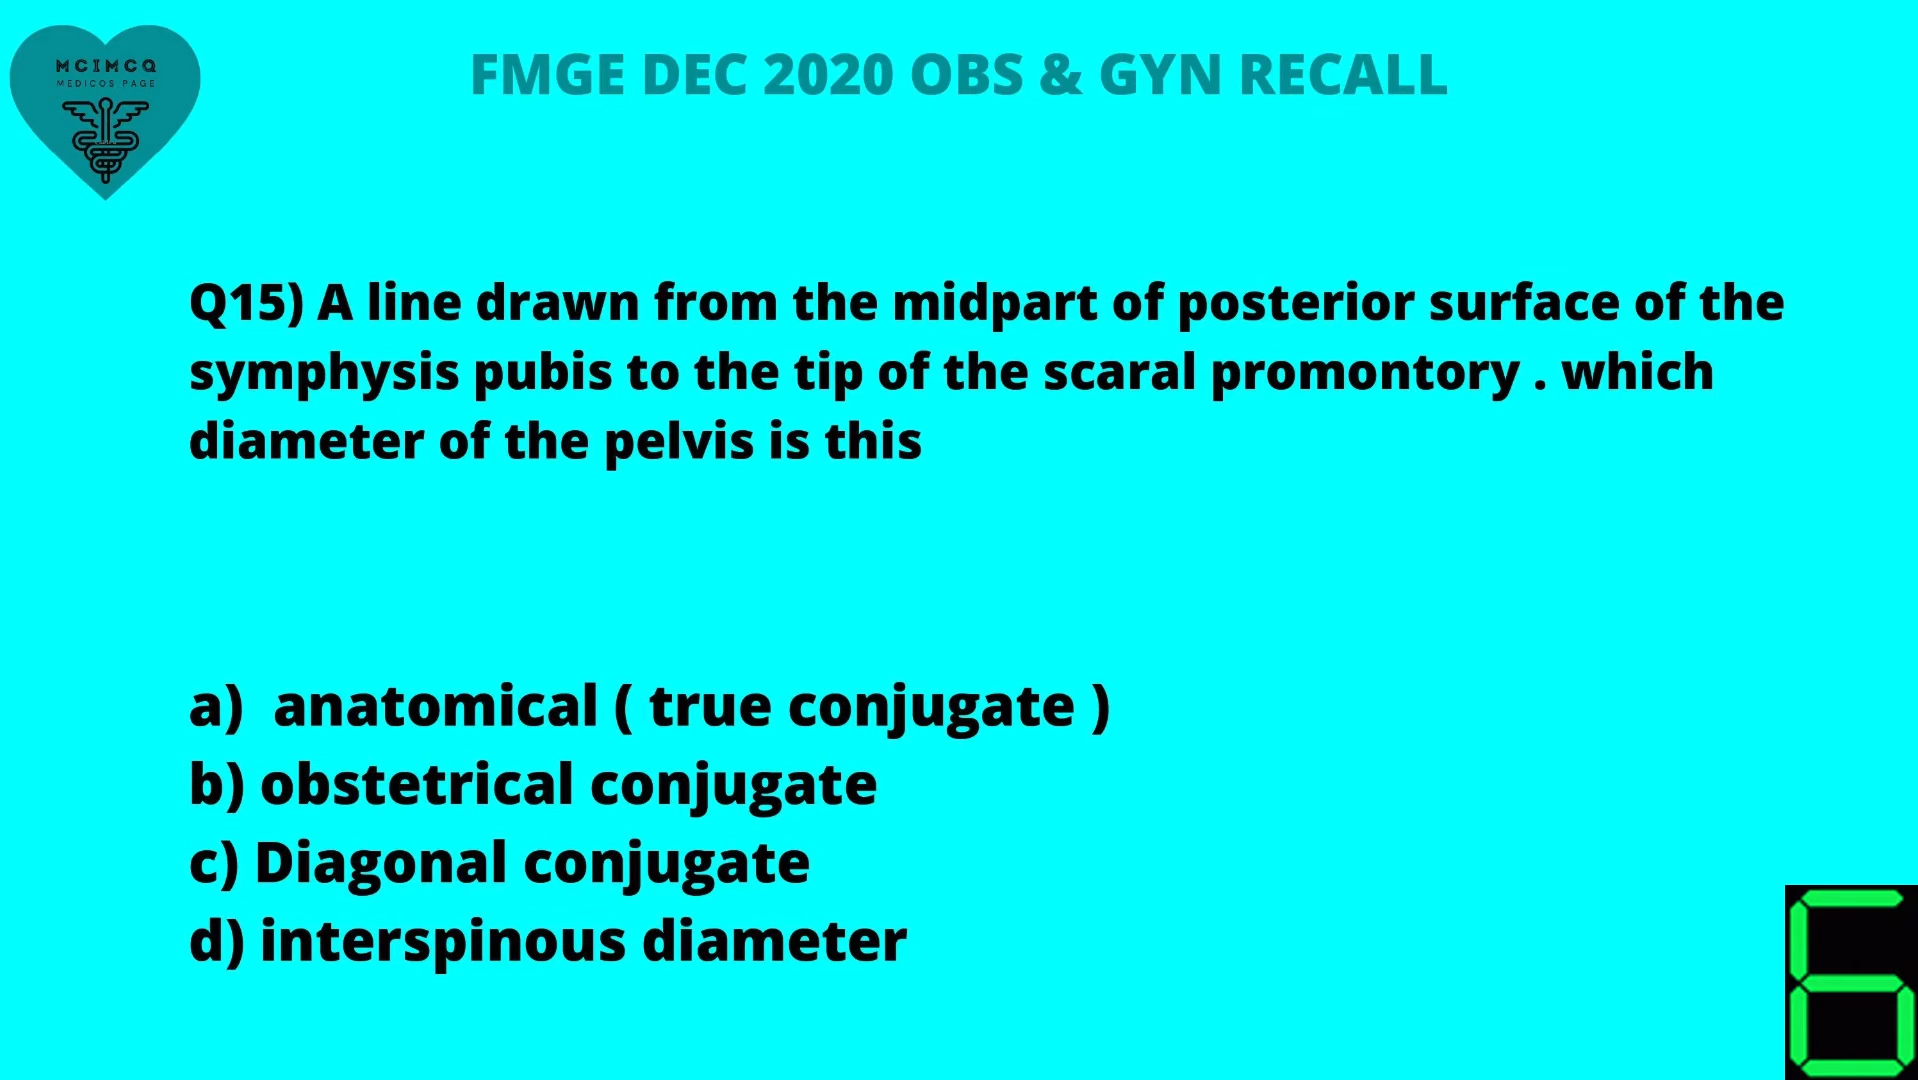 MCIMCQ
MEDICOS PAGE
FMGE DEC 2020 OBS & GYN RECALL
Q15) A line drawn from the midpart of posterior surface of the
symphysis pubis to the tip of the scaral promontory . which
diameter of the pelvis is this
a) anatomical ( true conjugate )
b) obstetrical conjugate
c) Diagonal conjugate
d) interspinous diameter
6